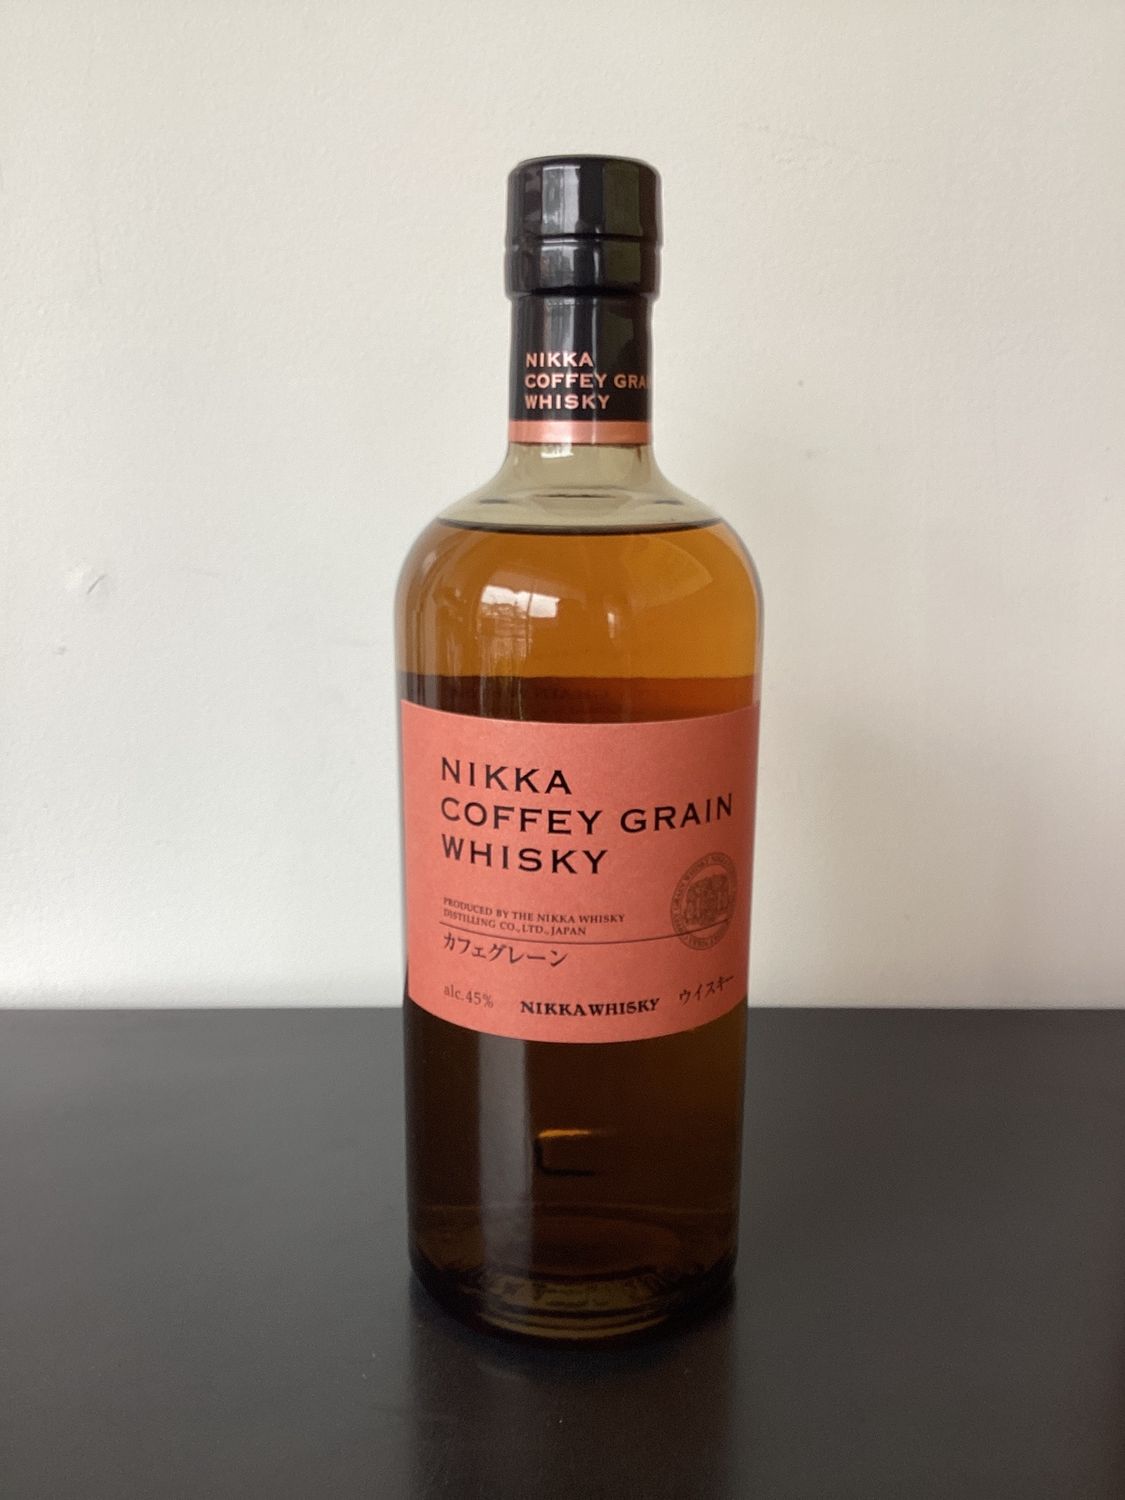 NIKKA
COFFEY GRA
WHISKY
NIKKA
COFFEY GRAIN
WHISKY
PRODUCED BY THE NIKKA WHISKY
DISTILLING CO., LTD., JAPAN
カフェグレーン
alc.45%
NIKKA WHISKY
ウイスキー